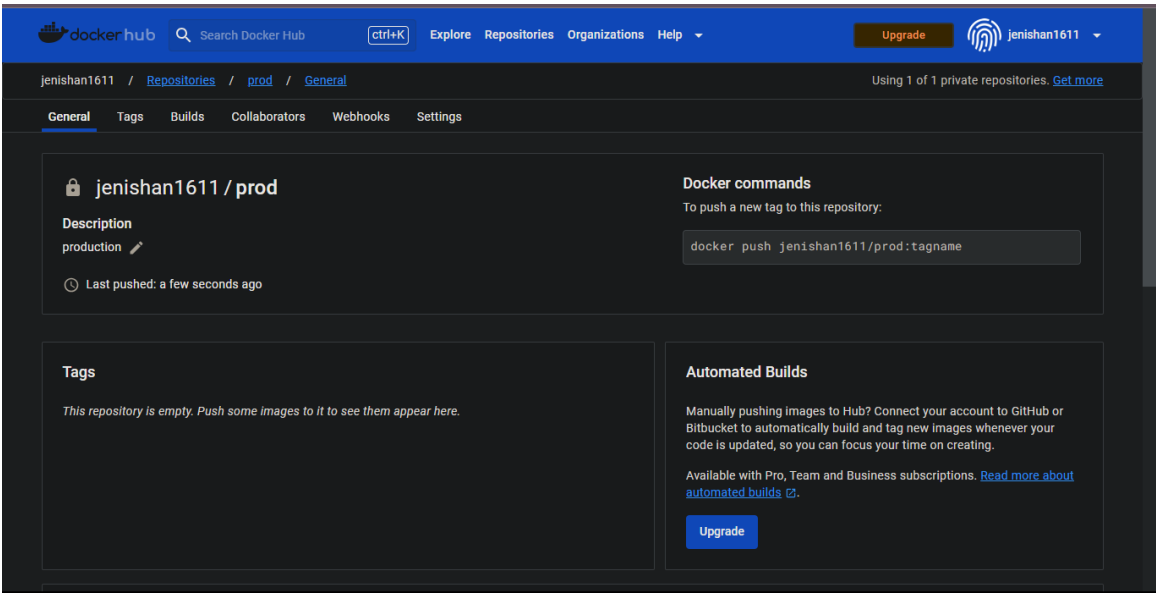 dockerhub Search Docker Hub ctrl+K Explore Repositories Organizations Help Upgrade jenishan1611
jenishan1611 / Repositories / prod / General Using 1 of 1 private repositories. Get more
General Tags Builds Collaborators Webhooks Settings
jenishan1611 / prod
Description
production
Last pushed: a few seconds ago
Docker commands
To push a new tag to this repository:
docker push jenishan1611/prod:tagname
Tags
This repository is empty. Push some images to it to see them appear here.
Automated Builds
Manually pushing images to Hub? Connect your account to GitHub or
Bitbucket to automatically build and tag new images whenever your
code is updated, so you can focus your time on creating.
Available with Pro, Team and Business subscriptions. Read more about
automated builds .
Upgrade